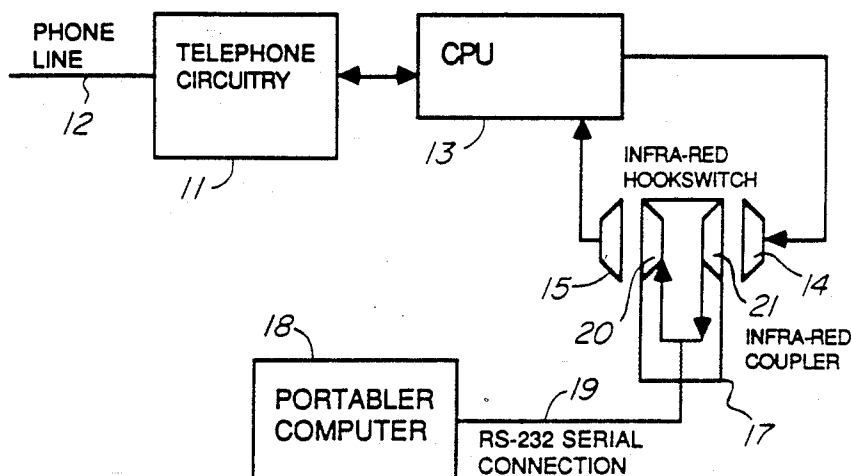 PHONE
LINE
12
TELEPHONE
CIRCUITRY
11
CPU
13
INFRA-RED
HOOKSWITCH
15
20
21
14
INFRA-RED
COUPLER
17
18
PORTABLER
COMPUTER
19
RS-232 SERIAL
CONNECTION